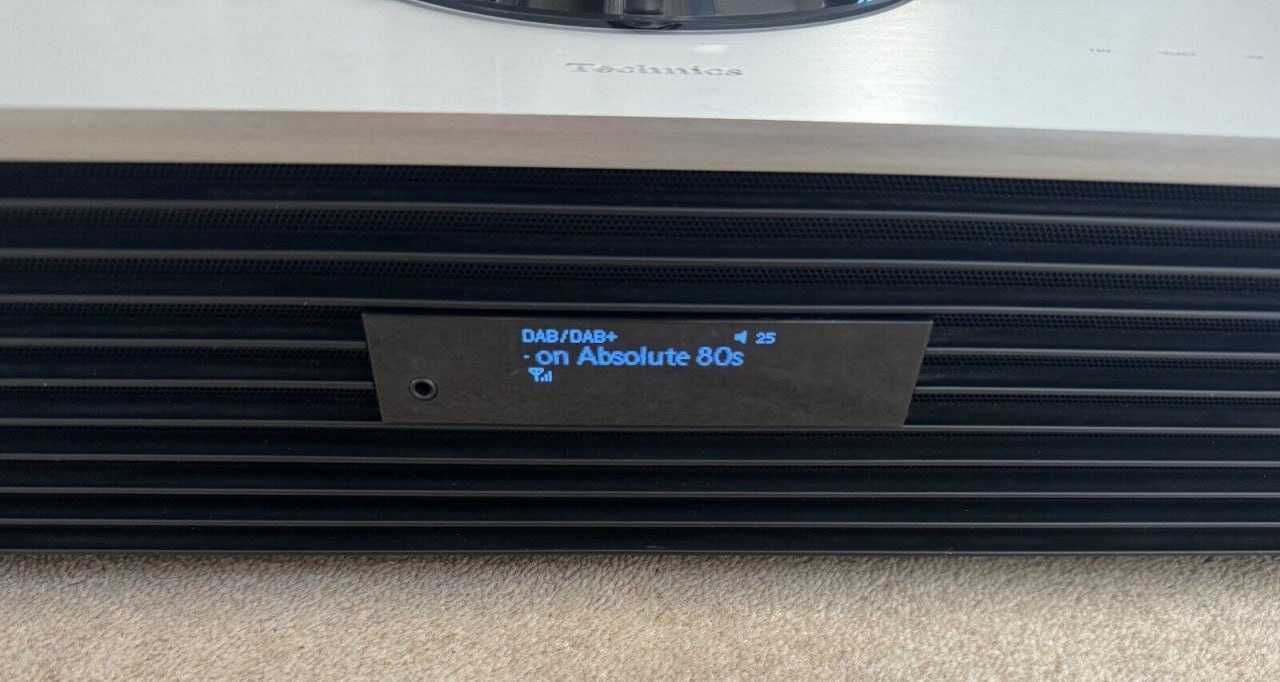 Technics
DAB/DAB+ 25
- on Absolute 80s